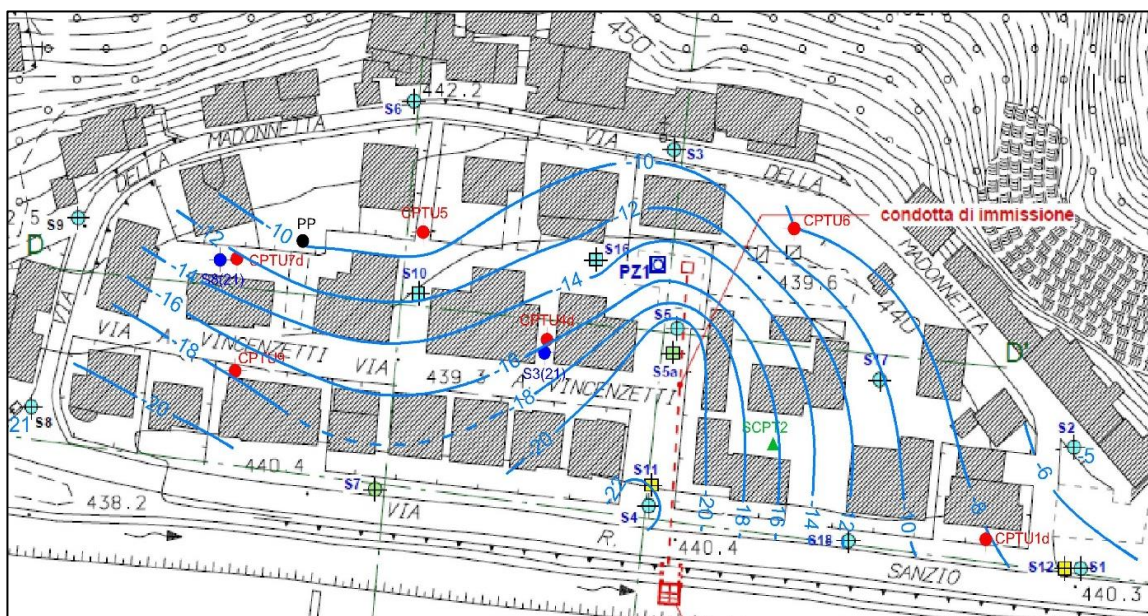 450
442.2
S6
VIA
DELLA
MADONNETTA
VIA
S3
DELLA
-10
S9
2.5
D
PP
-10
CPTU5
-12
CPTU6
condotta di immissione
-12
S8(21)
CPTU7d
S16
PZ1
MADONNETTA
-14
S10
-14
439.6
440
-16
VIA
VIA A. VINCENZETTI
CPTU4d
S5
-18
CPTU9
VIA
439.3
S3(21)
-16
A. VINCENZETTI
S5a
S17
D'
-18
-20
21
S8
-20
SCPT2
S2
-5
-6
440.4
S7
S11
-22
S4
-20
-18
-16
-14
-12
-10
-8
438.2
VIA
R.
440.4
S18
SANZIO
CPTU1d
S12
S1
440.3